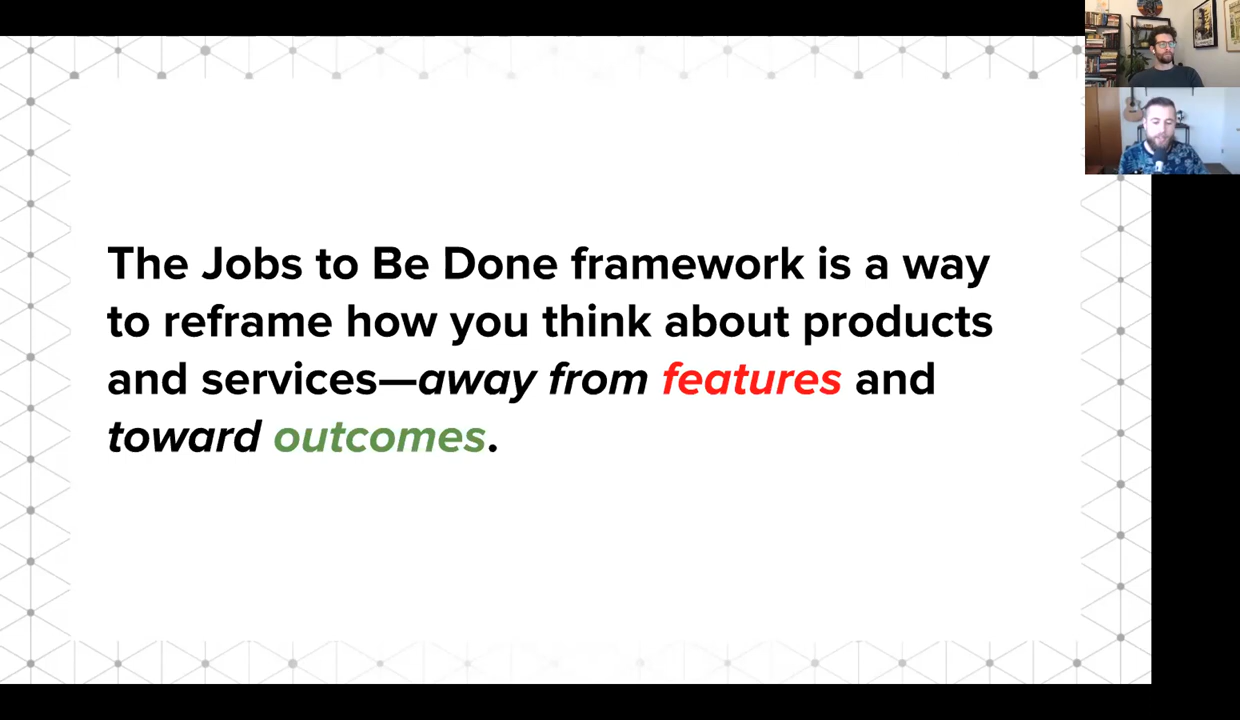 The Jobs to Be Done framework is a way
to reframe how you think about products
and services—away from features and
toward outcomes.